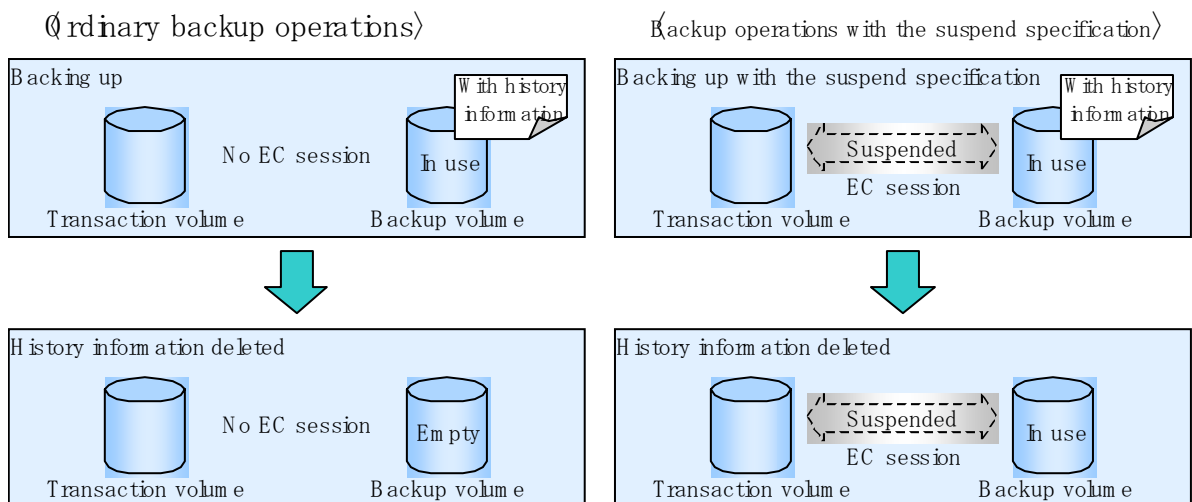 〈Ordinary backup operations〉
Backing up
With history
information
No EC session
In use
Transaction volume
Backup volume
History information deleted
No EC session
Empty
Transaction volume
Backup volume
〈Backup operations with the suspend specification〉
Backing up with the suspend specification
With history
information
Suspended
EC session
In use
Transaction volume
Backup volume
History information deleted
Suspended
EC session
In use
Transaction volume
Backup volume